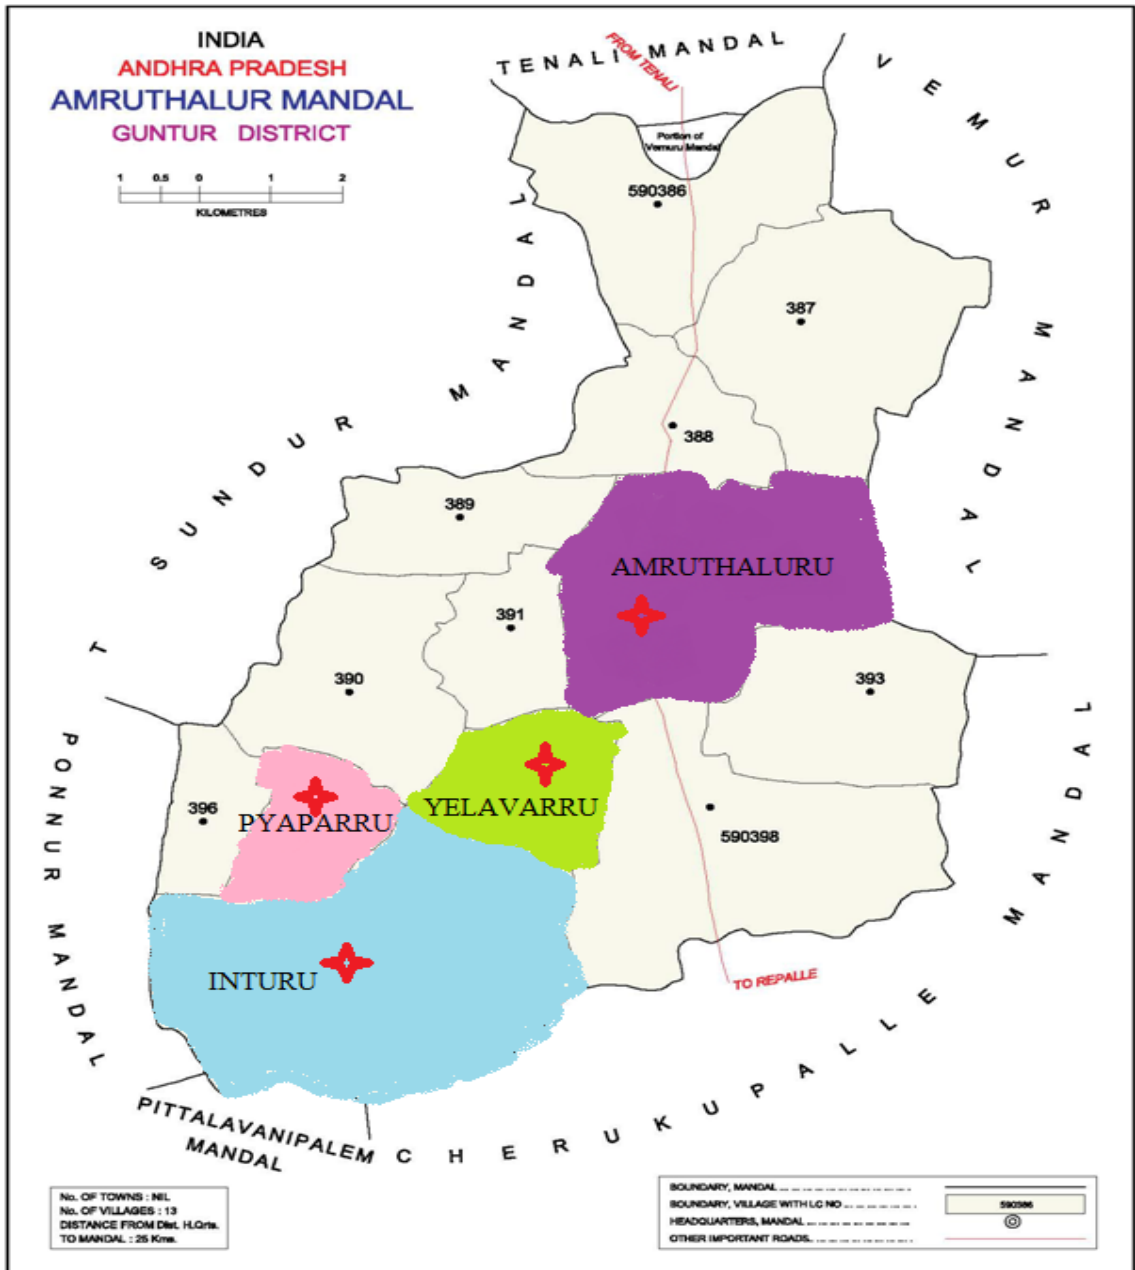 INDIA
ANDHRA PRADESH
AMRUTHALUR MANDAL
GUNTUR DISTRICT
1 0.5 0 1 2
KILOMETRES
TENALI MANDAL
FROM TENALI
VEMUR MANDAL
Portion of
Vemuru Mandal
590386
387
388
T SUNDUR MANDAL
389
AMRUTHALURU
391
390
393
PONNUR MANDAL
396
PYAPARRU
YELAVARRU
590398
INTURU
TO REPALLE
PITTALAVANIPALEM
MANDAL
CHERUKUPALLE MANDAL
No. OF TOWNS : NIL
No. OF VILLAGES : 13
DISTANCE FROM Dist. H.Qrts.
TO MANDAL : 25 Kms.
BOUNDARY, MANDAL
BOUNDARY, VILLAGE WITH LC NO
590386
HEADQUARTERS, MANDAL
OTHER IMPORTANT ROADS